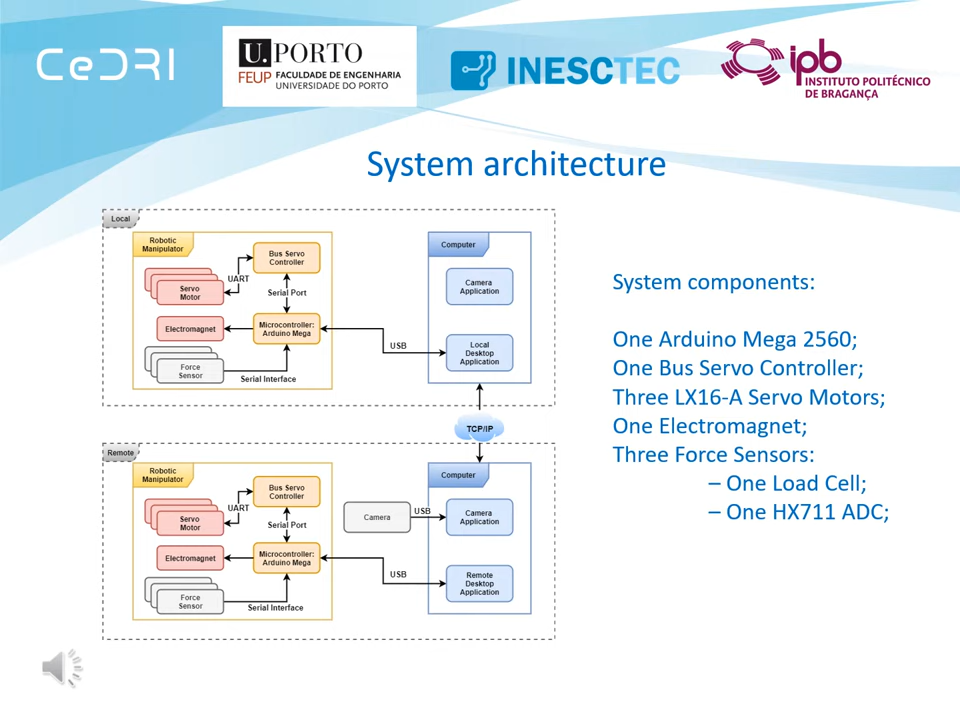 CeDRI
U.PORTO
FEUP FACULDADE DE ENGENHARIA
UNIVERSIDADE DO PORTO
INESCTEC
ipb
INSTITUTO POLITÉCNICO
DE BRAGANÇA
System architecture
Local
Robotic
Manipulator
Bus Servo
Controller
UART
Servo
Motor
Serial Port
Electromagnet
Microcontroller:
Arduino Mega
Force
Sensor
Serial Interface
USB
Computer
Camera
Application
Local
Desktop
Application
TCP/IP
Remote
Robotic
Manipulator
Bus Servo
Controller
UART
Servo
Motor
Serial Port
Electromagnet
Microcontroller:
Arduino Mega
Force
Sensor
Serial Interface
Camera
USB
USB
Computer
Camera
Application
Remote
Desktop
Application
System components:
One Arduino Mega 2560;
One Bus Servo Controller;
Three LX16-A Servo Motors;
One Electromagnet;
Three Force Sensors:
– One Load Cell;
– One HX711 ADC;